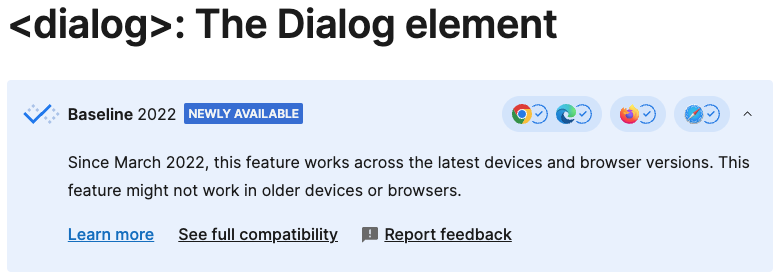 <dialog>: The Dialog element
Baseline 2022 NEWLY AVAILABLE
Since March 2022, this feature works across the latest devices and browser versions. This
feature might not work in older devices or browsers.
Learn more See full compatibility Report feedback